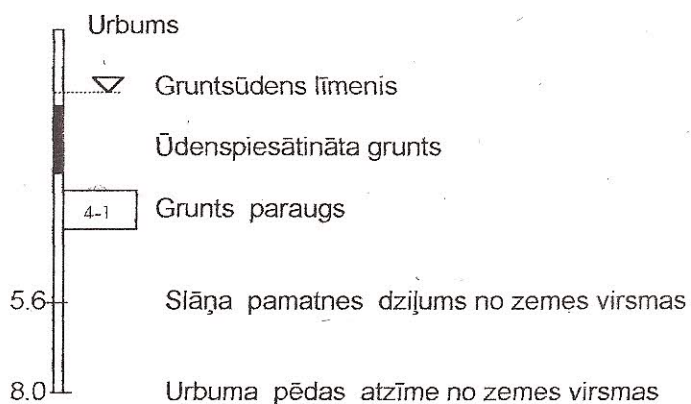 Urbums
Gruntsūdens līmenis
Ūdenspiesātināta grunts
4-1 Grunts paraugs
5.6 Slāņa pamatnes dziļums no zemes virsmas
8.0 Urbuma pēdas atzīme no zemes virsmas